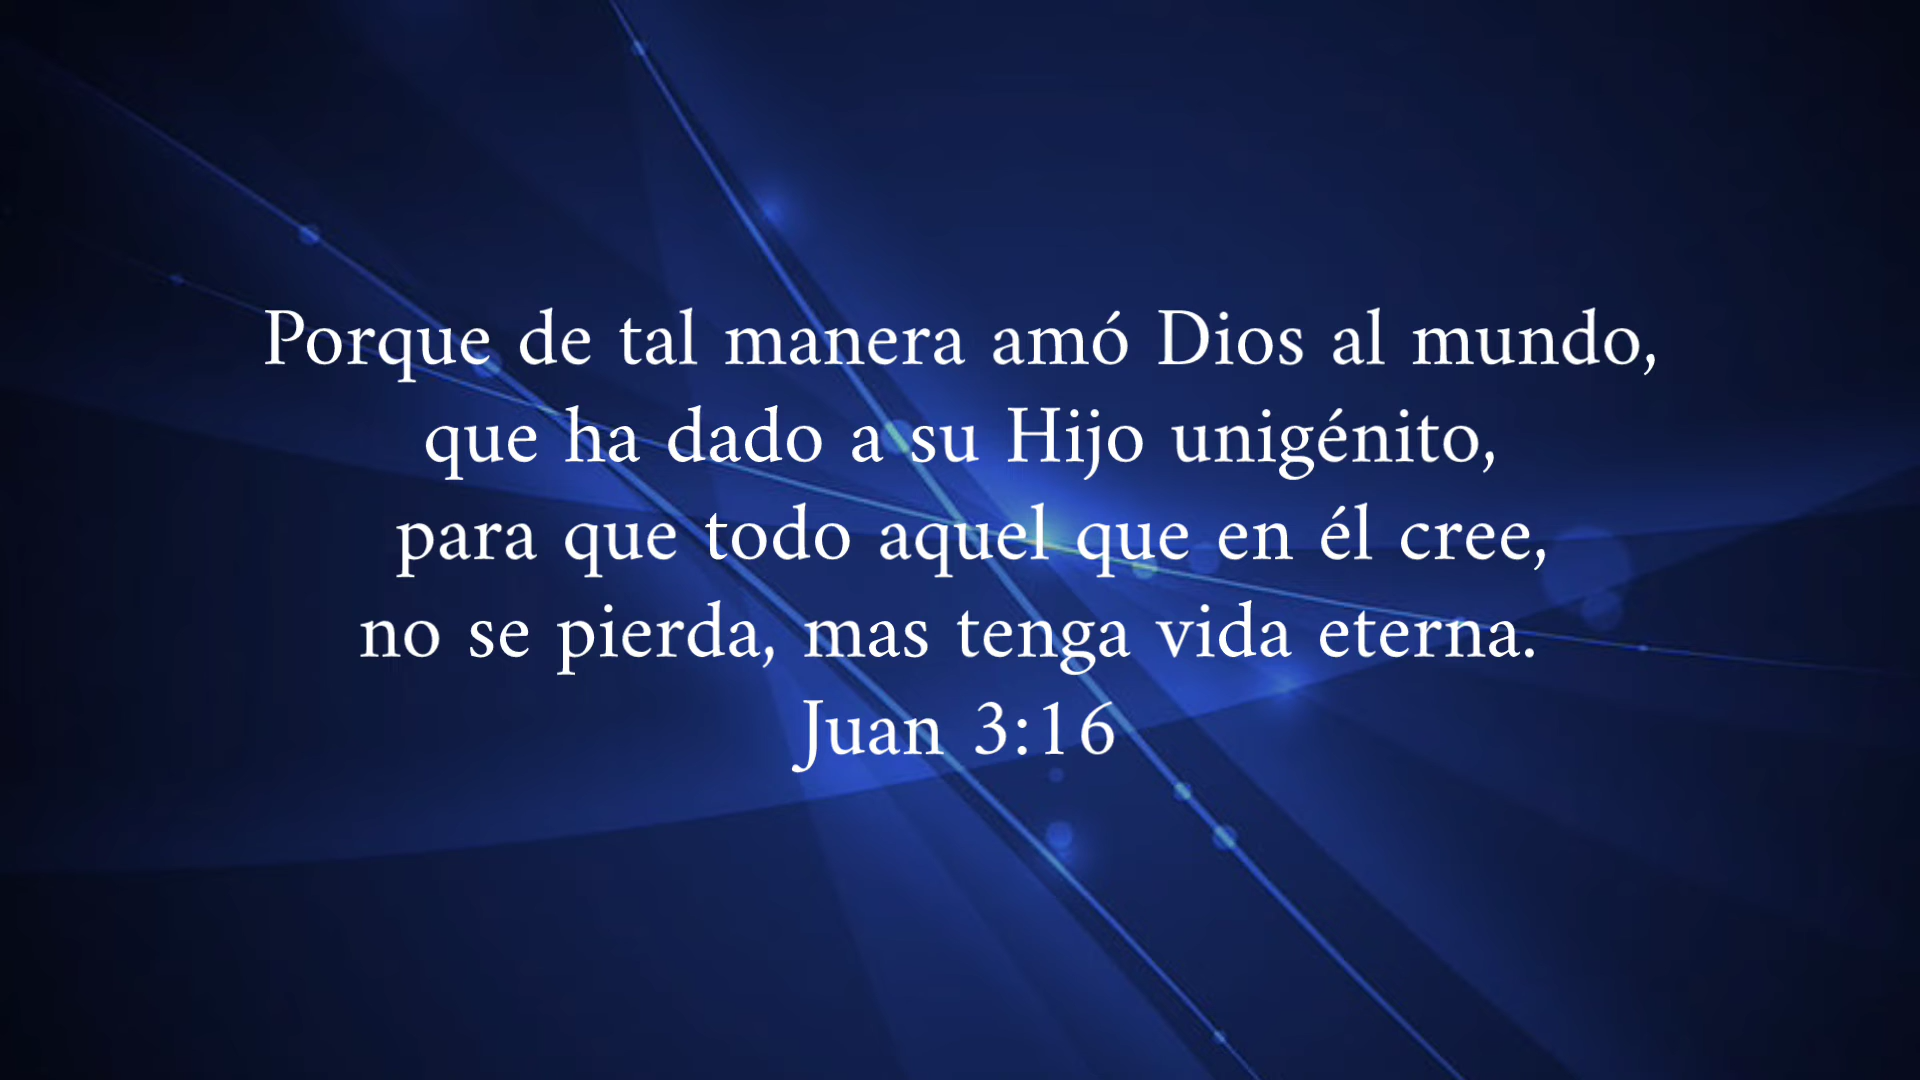 Porque de tal manera amó Dios al mundo,
que ha dado a su Hijo unigénito,
para que todo aquel que en él cree,
no se pierda, mas tenga vida eterna.
Juan 3:16